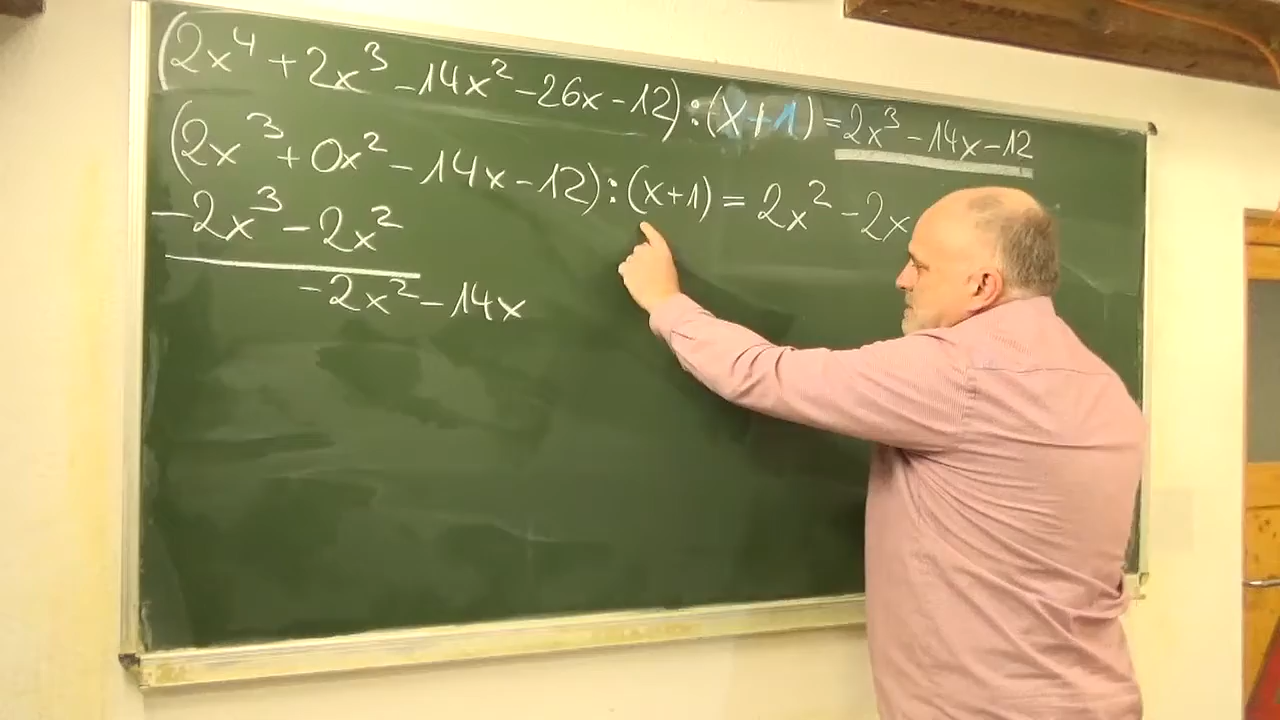 (2x⁴ + 2x³ - 14x² - 26x - 12) : (x + 1) = 2x³ - 14x - 12
(2x³ + 0x² - 14x - 12) : (x + 1) = 2x² - 2x
-2x³ - 2x²
-2x² - 14x